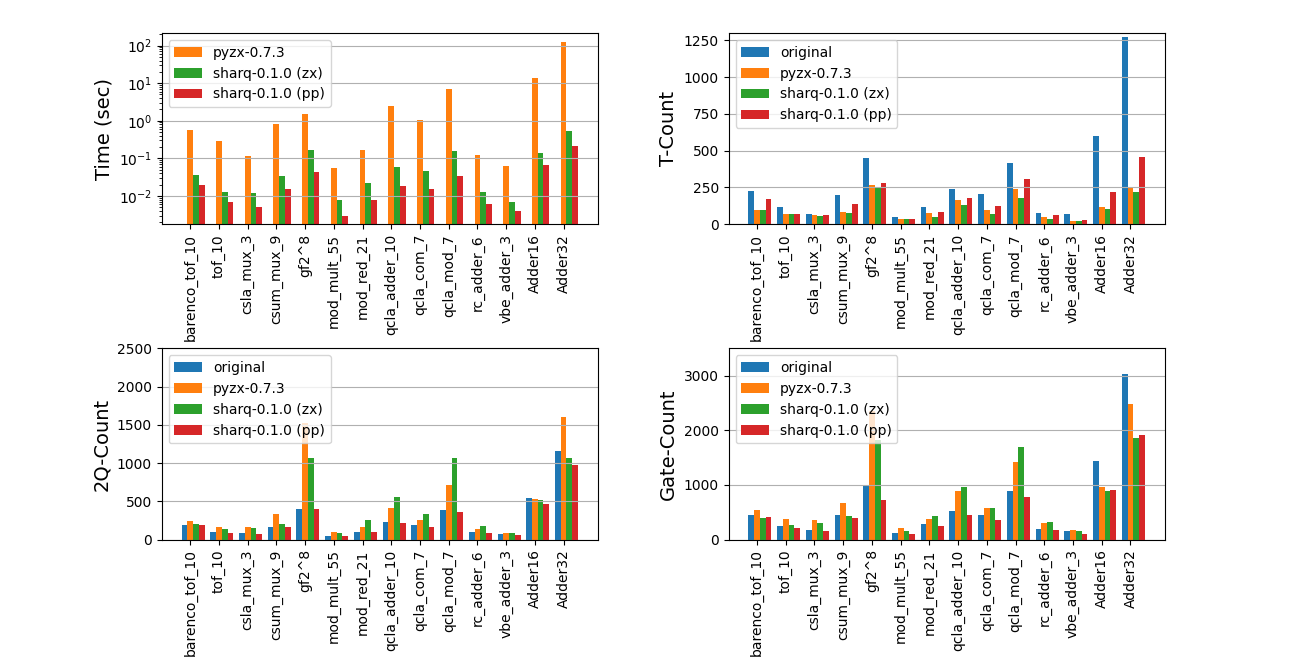 Time (sec)
10²
10¹
10⁰
10⁻¹
10⁻²
pyzx-0.7.3
sharq-0.1.0 (zx)
sharq-0.1.0 (pp)
barenco_tof_10
tof_10
csla_mux_3
csum_mux_9
gf2^8
mod_mult_55
mod_red_21
qcla_adder_10
qcla_com_7
qcla_mod_7
rc_adder_6
vbe_adder_3
Adder16
Adder32
T-Count
1250
1000
750
500
250
0
original
pyzx-0.7.3
sharq-0.1.0 (zx)
sharq-0.1.0 (pp)
barenco_tof_10
tof_10
csla_mux_3
csum_mux_9
gf2^8
mod_mult_55
mod_red_21
qcla_adder_10
qcla_com_7
qcla_mod_7
rc_adder_6
vbe_adder_3
Adder16
Adder32
2Q-Count
2500
2000
1500
1000
500
0
original
pyzx-0.7.3
sharq-0.1.0 (zx)
sharq-0.1.0 (pp)
barenco_tof_10
tof_10
csla_mux_3
csum_mux_9
gf2^8
mod_mult_55
mod_red_21
qcla_adder_10
qcla_com_7
qcla_mod_7
rc_adder_6
vbe_adder_3
Adder16
Adder32
Gate-Count
3000
2000
1000
0
original
pyzx-0.7.3
sharq-0.1.0 (zx)
sharq-0.1.0 (pp)
barenco_tof_10
tof_10
csla_mux_3
csum_mux_9
gf2^8
mod_mult_55
mod_red_21
qcla_adder_10
qcla_com_7
qcla_mod_7
rc_adder_6
vbe_adder_3
Adder16
Adder32